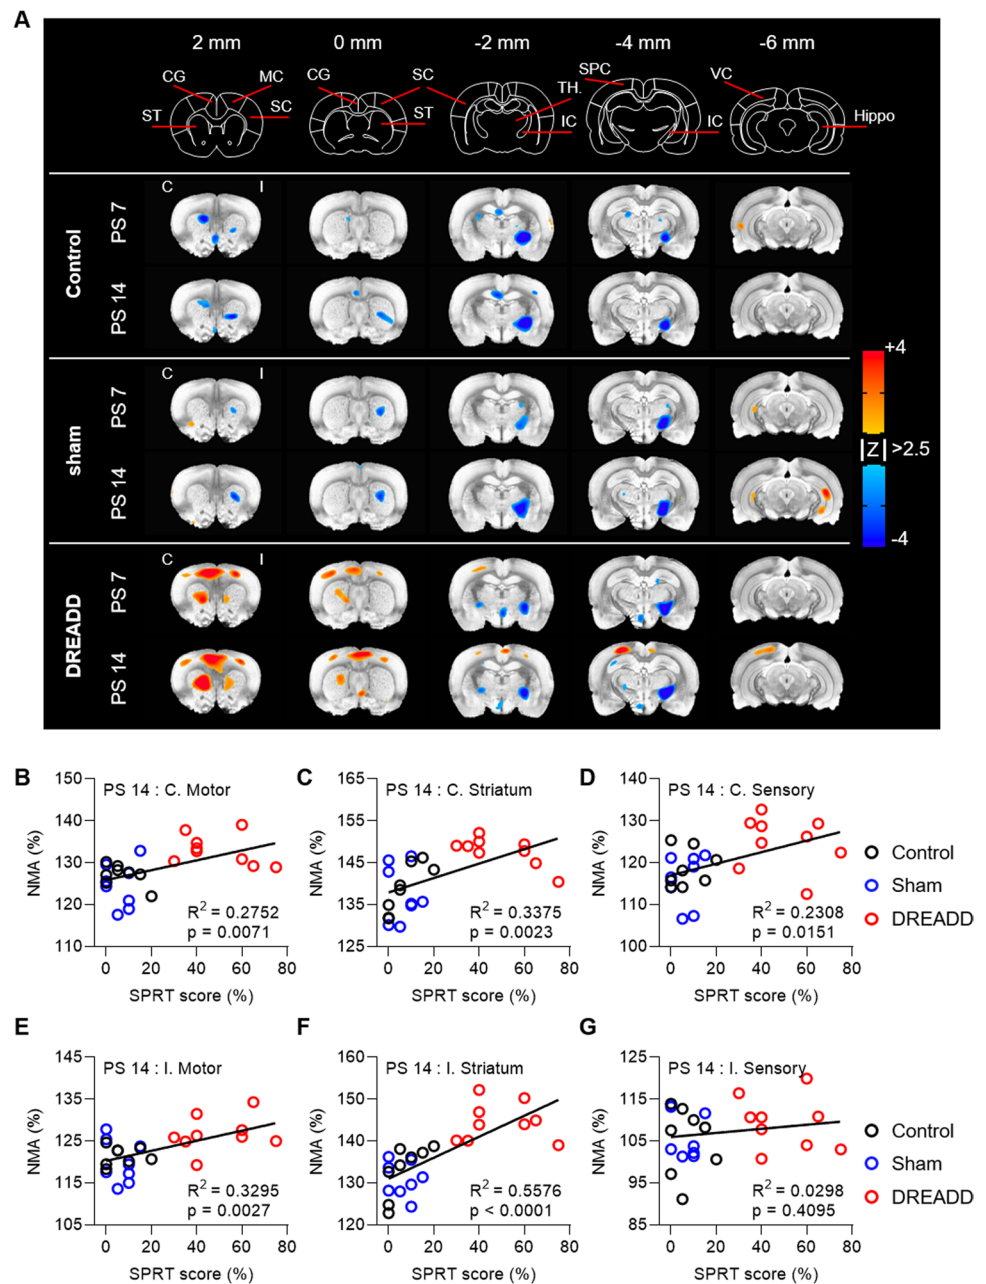 A
2 mm 0 mm -2 mm -4 mm -6 mm
CG MC CG SC SPC VC
TH.
ST SC ST IC IC Hippo
Control
C I
PS 7
PS 14
sham
C I
PS 7
PS 14
DREADD
C I
PS 7
PS 14
+4
|Z| >2.5
-4
B
PS 14 : C. Motor
NMA (%)
150
140
130
120
110
R² = 0.2752
p = 0.0071
0 20 40 60 80
SPRT score (%)
C
PS 14 : C. Striatum
NMA (%)
165
155
145
135
125
R² = 0.3375
p = 0.0023
0 20 40 60 80
SPRT score (%)
D
PS 14 : C. Sensory
NMA (%)
140
130
120
110
100
R² = 0.2308
p = 0.0151
0 20 40 60 80
SPRT score (%)
Control
Sham
DREADD
E
PS 14 : I. Motor
NMA (%)
145
135
125
115
105
R² = 0.3295
p = 0.0027
0 20 40 60 80
SPRT score (%)
F
PS 14 : I. Striatum
NMA (%)
160
150
140
130
120
R² = 0.5576
p < 0.0001
0 20 40 60 80
SPRT score (%)
G
PS 14 : I. Sensory
NMA (%)
125
115
105
95
85
R² = 0.0298
p = 0.4095
0 20 40 60 80
SPRT score (%)
Control
Sham
DREADD